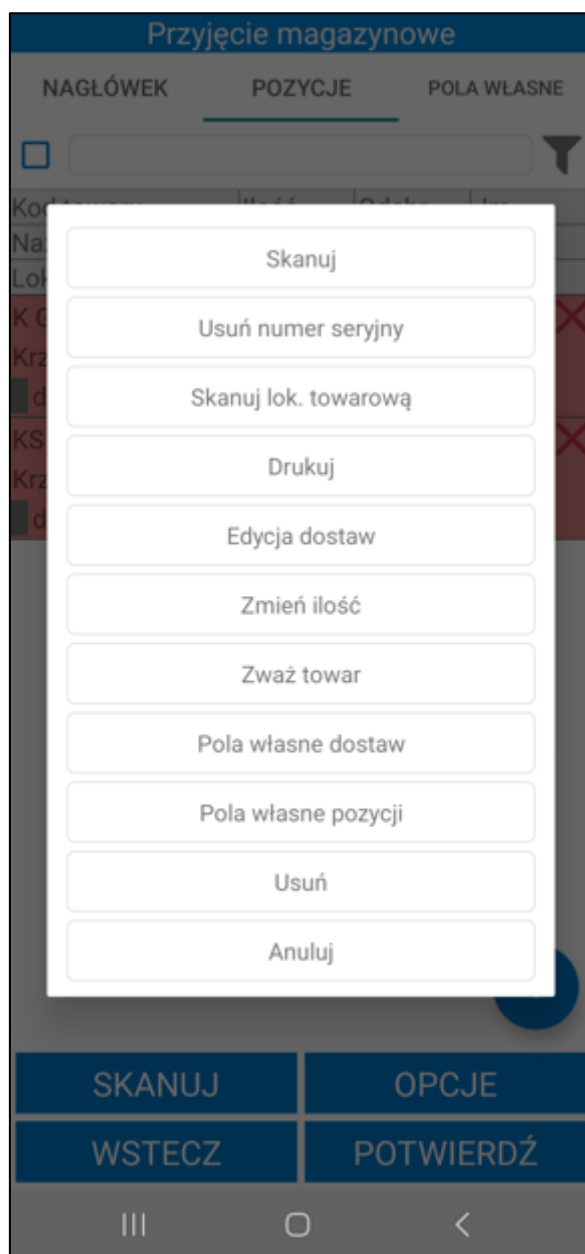 Przyjęcie magazynowe
NAGŁÓWEK POZYCJE POLA WŁASNE
Skanuj
Usuń numer seryjny
Skanuj lok. towarową
Drukuj
Edycja dostaw
Zmień ilość
Zważ towar
Pola własne dostaw
Pola własne pozycji
Usuń
Anuluj
SKANUJ OPCJE
WSTECZ POTWIERDŹ